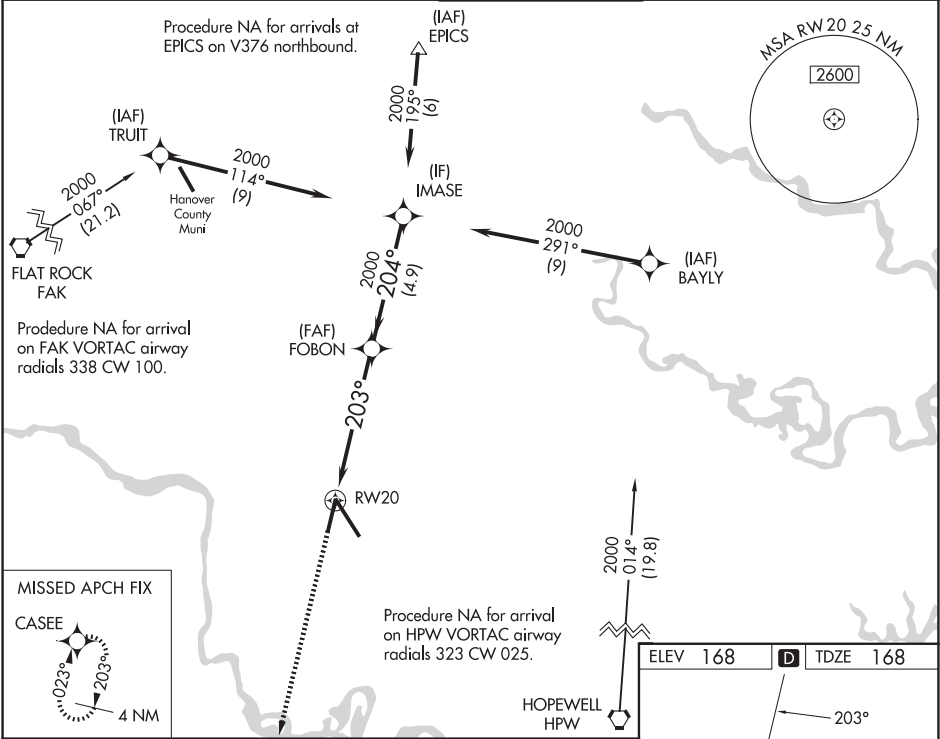 Procedure NA for arrivals at
EPICS on V376 northbound.
(IAF)
EPICS
2000
195°
(6)
MSA RW20 25 NM
2600
(IAF)
TRUIT
2000
114°
(9)
Hanover
County
Muni
2000
067°
(21.2)
FLAT ROCK
FAK
(IF)
IMASE
2000
291°
(9)
(IAF)
BAYLY
2000
204°
(4.9)
Prodedure NA for arrival
on FAK VORTAC airway
radials 338 CW 100.
(FAF)
FOBON
203°
RW20
MISSED APCH FIX
CASEE
023°
203°
4 NM
Procedure NA for arrival
on HPW VORTAC airway
radials 323 CW 025.
2000
014°
(19.8)
HOPEWELL
HPW
ELEV 168 D TDZE 168
203°